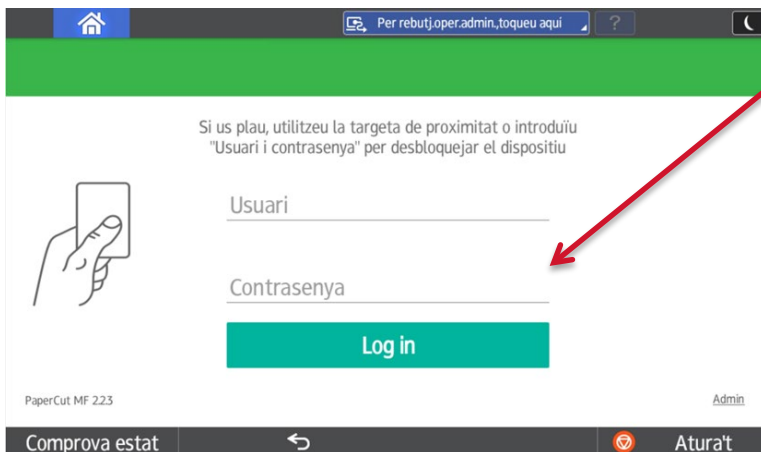 Per rebutj.oper.admin.,toqueu aquí
?
Si us plau, utilitzeu la targeta de proximitat o introduïu
"Usuari i contrasenya" per desbloquejar el dispositiu
Usuari
Contrasenya
Log in
PaperCut MF 22.3
Admin
Comprova estat
Atura't